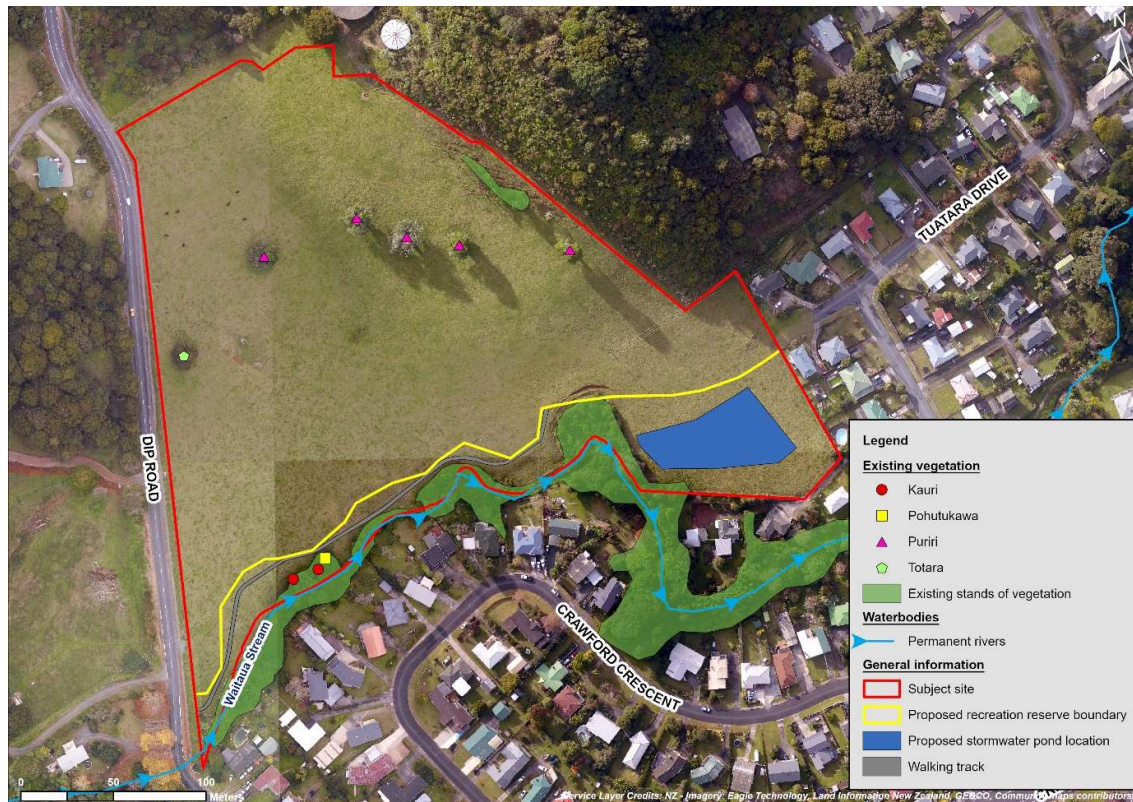 N
TUATARA DRIVE
DIP ROAD
Waitaua Stream
CRAWFORD CRESCENT
Legend
Existing vegetation
Kauri
Pohutukawa
Puriri
Totara
Existing stands of vegetation
Waterbodies
Permanent rivers
General information
Subject site
Proposed recreation reserve boundary
Proposed stormwater pond location
Walking track
0 50 100
Meters
Service Layer Credits: NZ - Imagery: Eagle Technology, Land Information New Zealand, GEBCO, Community maps contributors